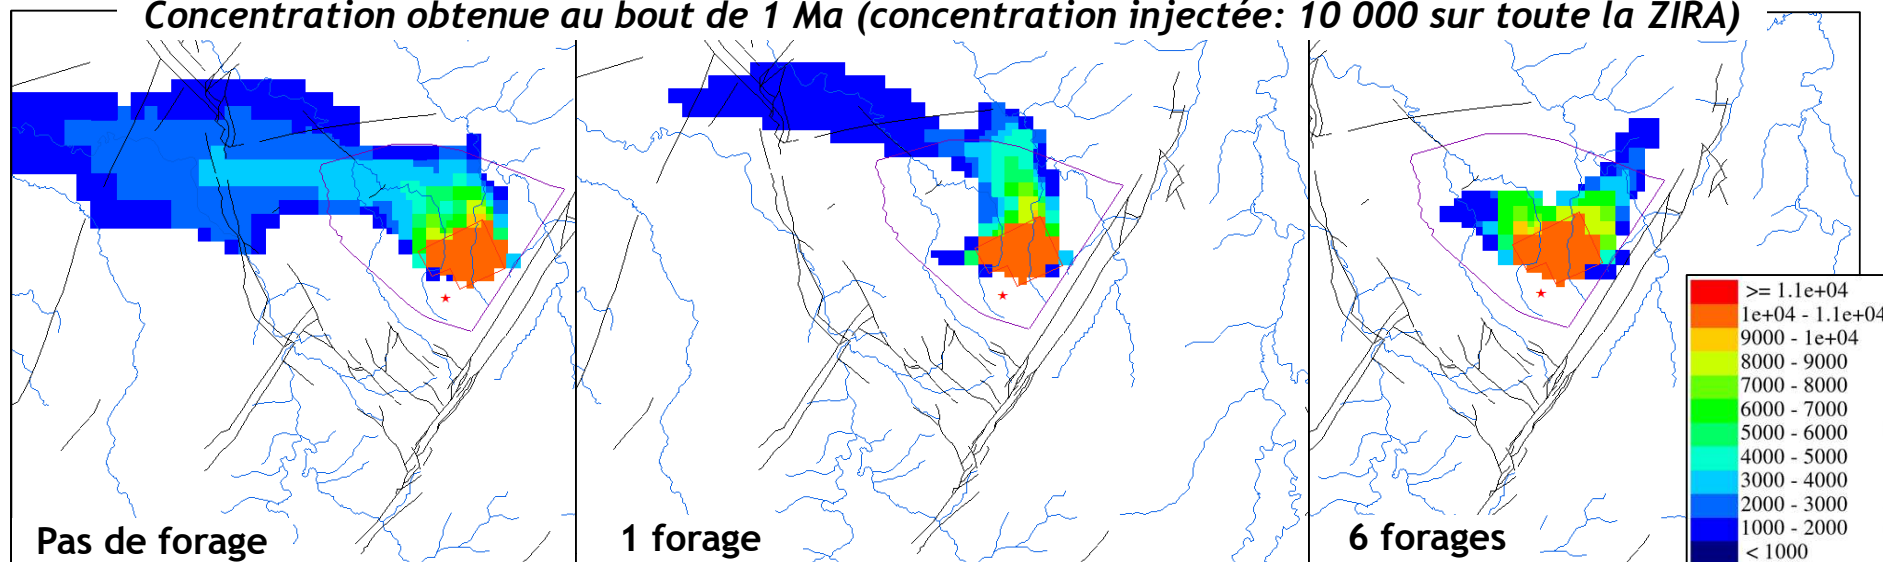 Concentration obtenue au bout de 1 Ma (concentration injectée: 10 000 sur toute la ZIRA)
Pas de forage
1 forage
6 forages
>= 1.1e+04
1e+04 - 1.1e+04
9000 - 1e+04
8000 - 9000
7000 - 8000
6000 - 7000
5000 - 6000
4000 - 5000
3000 - 4000
2000 - 3000
1000 - 2000
< 1000